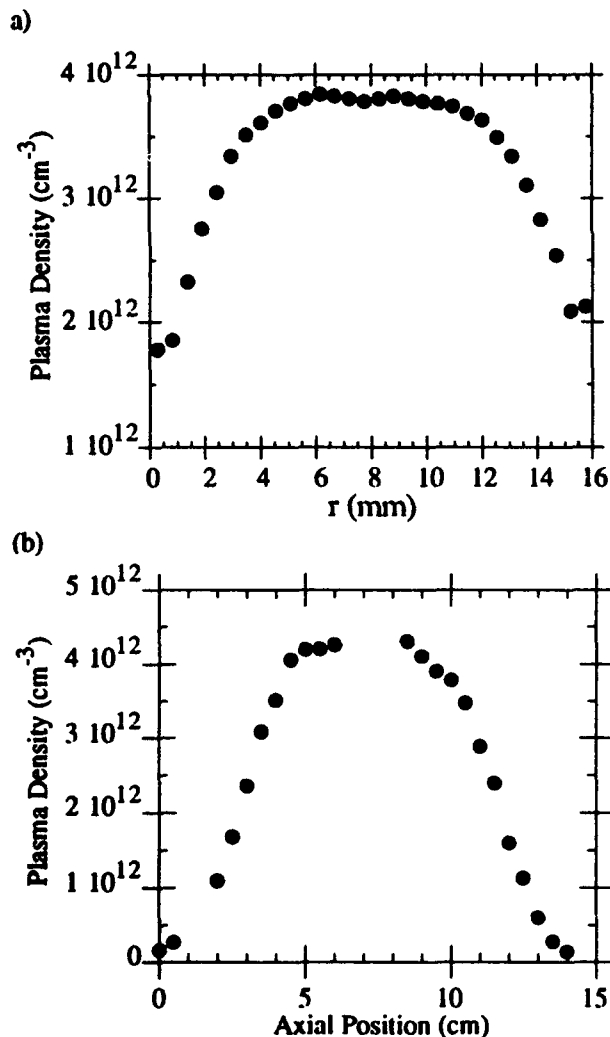 a)
4 10^12
3 10^12
2 10^12
1 10^12
Plasma Density (cm^-3)
0 2 4 6 8 10 12 14 16
r (mm)
(b)
5 10^12
4 10^12
3 10^12
2 10^12
1 10^12
0
Plasma Density (cm^-3)
0 5 10 15
Axial Position (cm)